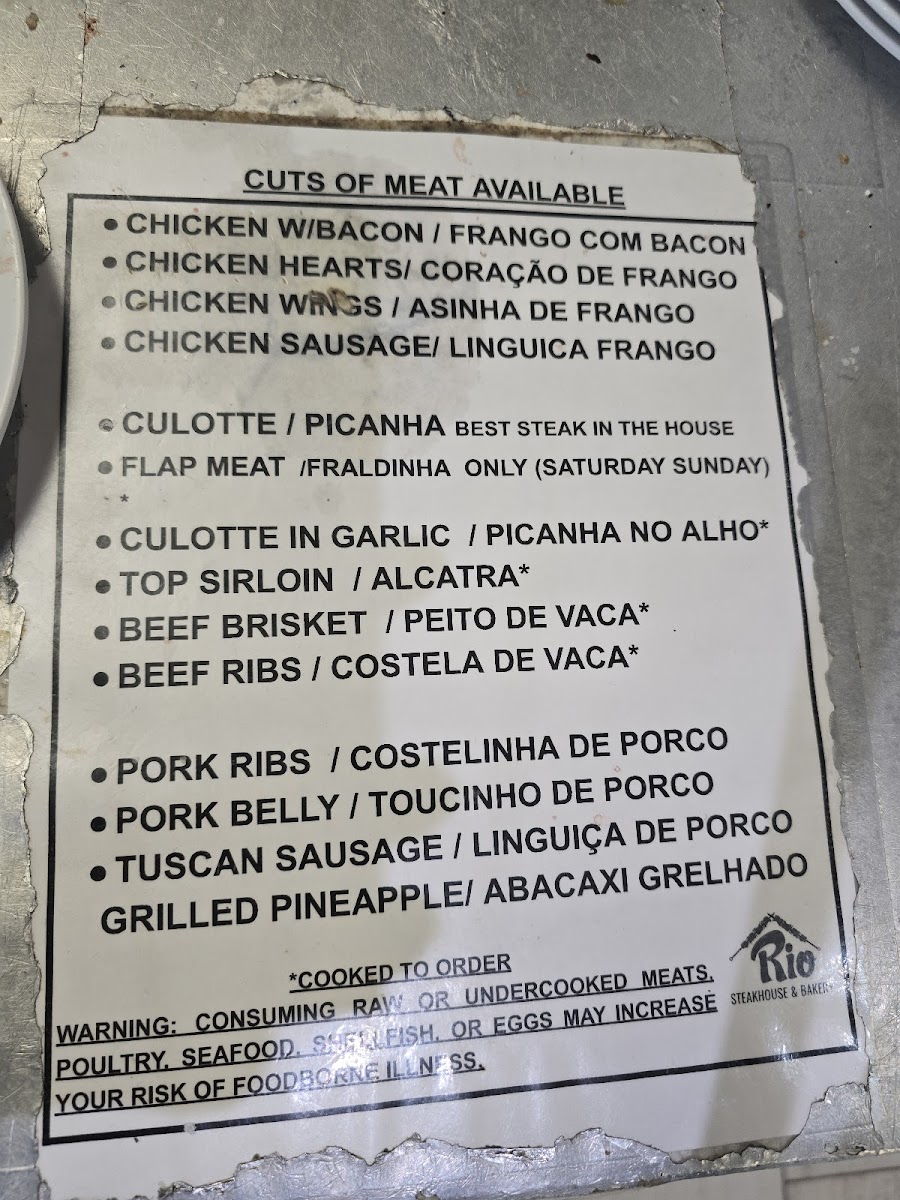 CUTS OF MEAT AVAILABLE
• CHICKEN W/BACON / FRANGO COM BACON
• CHICKEN HEARTS/ CORAÇÃO DE FRANGO
• CHICKEN WINGS / ASINHA DE FRANGO
• CHICKEN SAUSAGE/ LINGUICA FRANGO
• CULOTTE / PICANHA BEST STEAK IN THE HOUSE
• FLAP MEAT /FRALDINHA ONLY (SATURDAY SUNDAY)
*
• CULOTTE IN GARLIC / PICANHA NO ALHO*
• TOP SIRLOIN / ALCATRA*
• BEEF BRISKET / PEITO DE VACA*
• BEEF RIBS / COSTELA DE VACA*
• PORK RIBS / COSTELINHA DE PORCO
• PORK BELLY / TOUCINHO DE PORCO
• TUSCAN SAUSAGE / LINGUIÇA DE PORCO
GRILLED PINEAPPLE/ ABACAXI GRELHADO
*COOKED TO ORDER
WARNING: CONSUMING RAW OR UNDERCOOKED MEATS,
POULTRY, SEAFOOD, SHELLFISH, OR EGGS MAY INCREASE
YOUR RISK OF FOODBORNE ILLNESS.
Rio
STEAKHOUSE & BAKERY